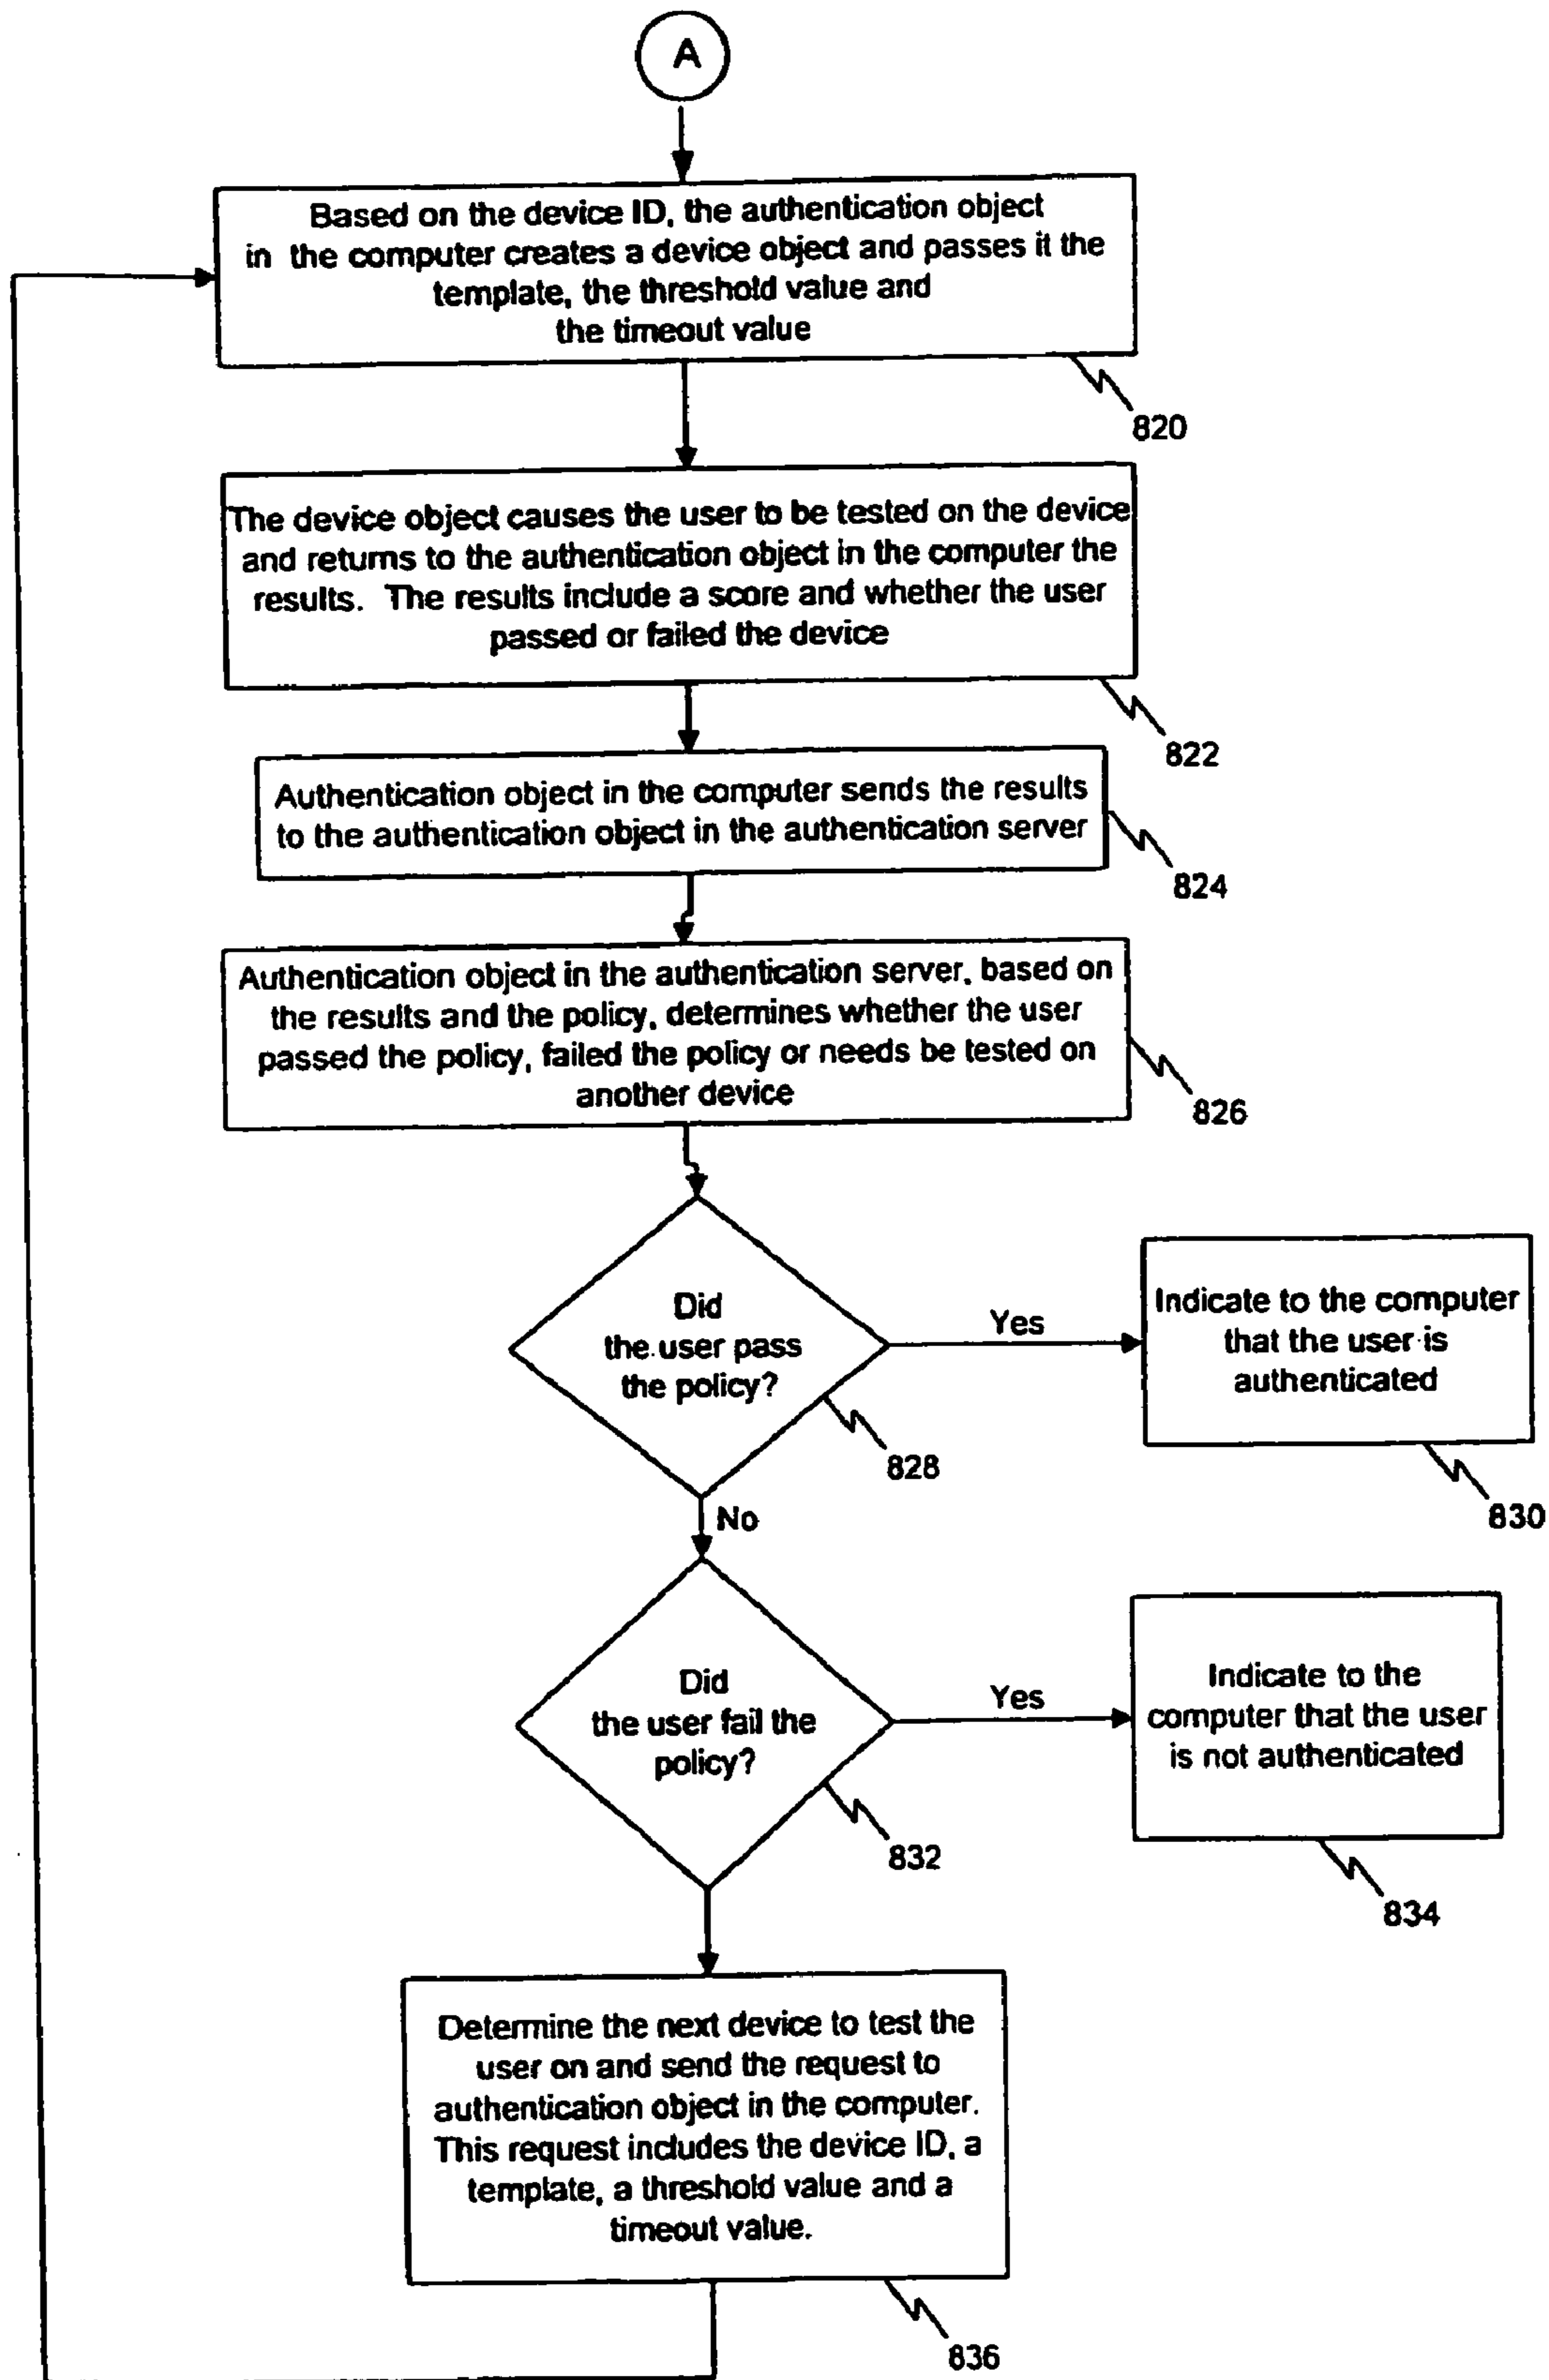 A
Based on the device ID, the authentication object
in the computer creates a device object and passes it the
template, the threshold value and
the timeout value
820
The device object causes the user to be tested on the device
and returns to the authentication object in the computer the
results. The results include a score and whether the user
passed or failed the device
822
Authentication object in the computer sends the results
to the authentication object in the authentication server
824
Authentication object in the authentication server, based on
the results and the policy, determines whether the user
passed the policy, failed the policy or needs be tested on
another device
826
Did
the user pass
the policy?
828
Yes
Indicate to the computer
that the user is
authenticated
830
No
Did
the user fail the
policy?
832
Yes
Indicate to the
computer that the user
is not authenticated
834
Determine the next device to test the
user on and send the request to
authentication object in the computer.
This request includes the device ID, a
template, a threshold value and a
timeout value.
836